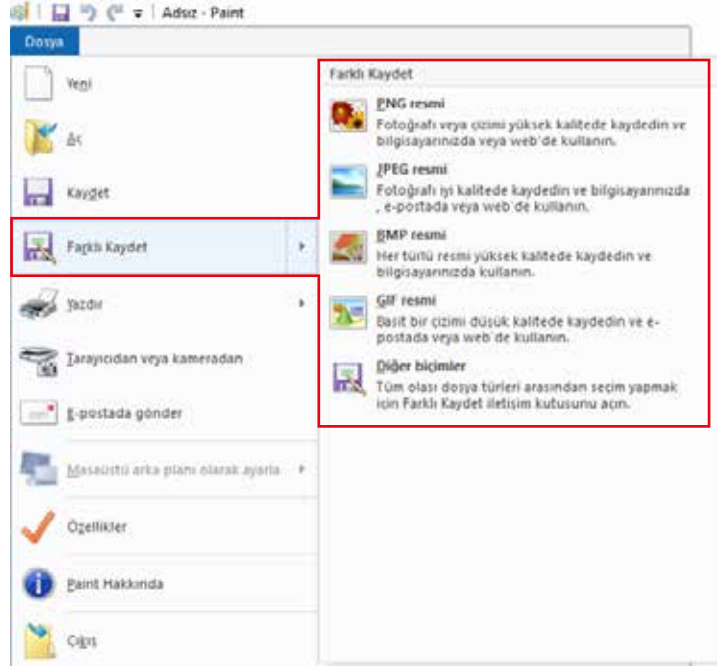 Adsız - Paint
Dosya
Yeni
Aç
Kaydet
Farklı Kaydet
Yazdır
Tarayıcıdan veya kameradan
E-postada gönder
Masaüstü arka planı olarak ayarla
Özellikler
Paint Hakkında
Çıkış
Farklı Kaydet
PNG resmi
Fotoğrafı veya çizimi yüksek kalitede kaydedin ve
bilgisayarınızda veya web'de kullanın.
JPEG resmi
Fotoğrafı iyi kalitede kaydedin ve bilgisayarınızda
, e-postada veya web'de kullanın.
BMP resmi
Her türlü resmi yüksek kalitede kaydedin ve
bilgisayarınızda kullanın.
GIF resmi
Basit bir çizimi düşük kalitede kaydedin ve e-
postada veya web'de kullanın.
Diğer biçimler
Tüm olası dosya türleri arasından seçim yapmak
için Farklı Kaydet iletişim kutusunu açın.